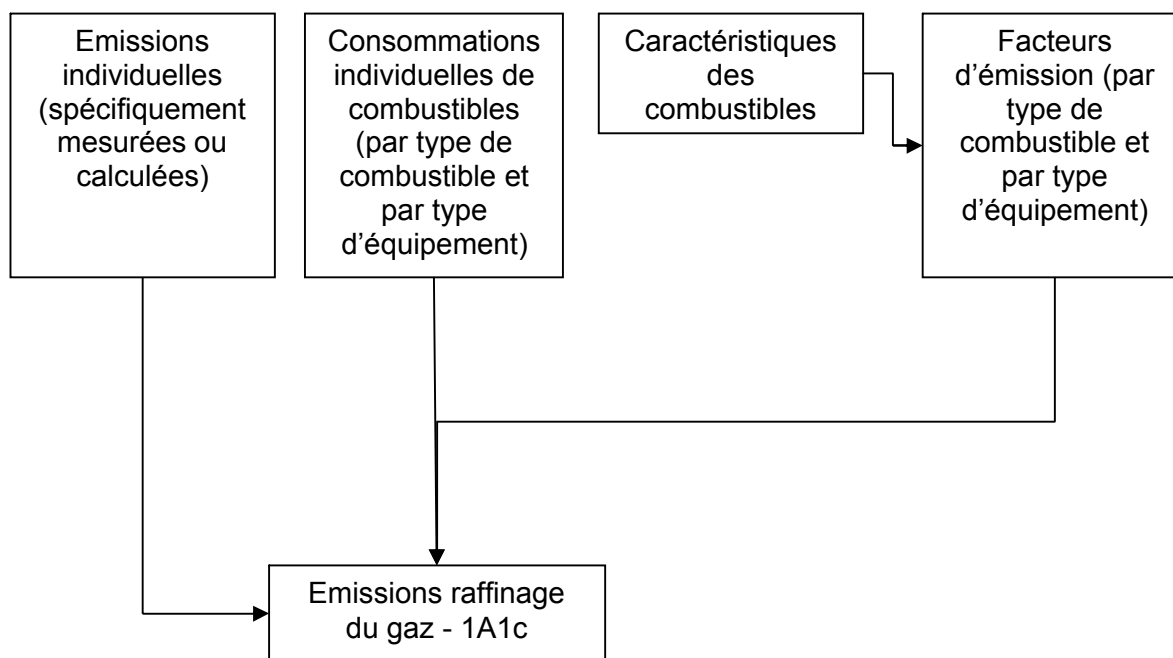 Emissions
individuelles
(spécifiquement
mesurées ou
calculées)
Consommations
individuelles de
combustibles
(par type de
combustible et
par type
d’équipement)
Caractéristiques
des
combustibles
Facteurs
d’émission (par
type de
combustible et
par type
d’équipement)
Emissions raffinage
du gaz - 1A1c